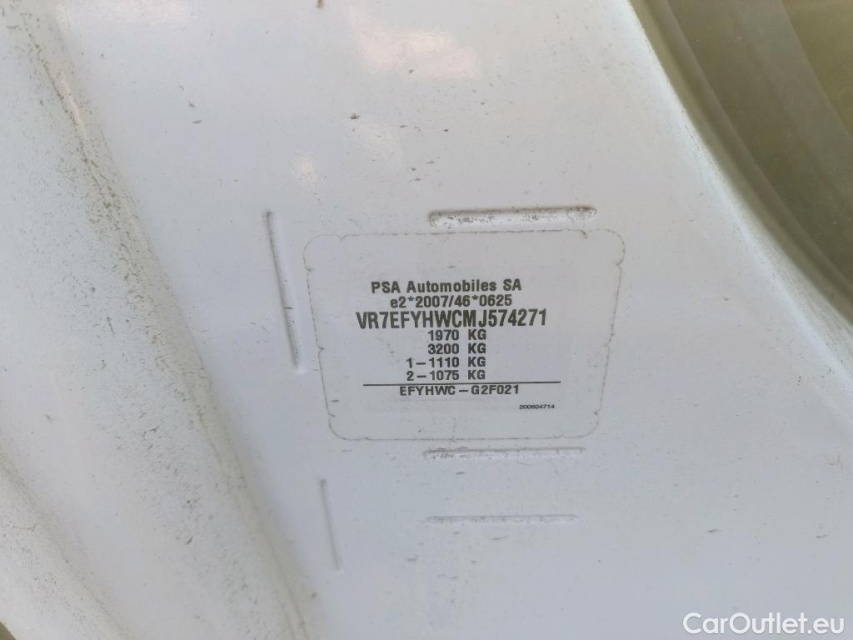 PSA Automobiles SA
e2*2007/46*0625
VR7EFYHWCMJ574271
1970 KG
3200 KG
1-1110 KG
2-1075 KG
EFYHWC-G2F021
200604714
CarOutlet.eu